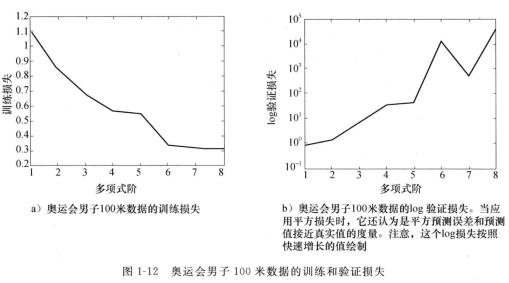 1.2
1.1
1
0.9
0.8
0.7
0.6
0.5
0.4
0.3
0.2
训练损失
1 2 3 4 5 6 7 8
多项式阶
a）奥运会男子100米数据的训练损失
10⁵
10⁴
10³
10²
10¹
10⁰
10⁻¹
log验证损失
1 2 3 4 5 6 7 8
多项式阶
b）奥运会男子100米数据的log 验证损失。当应
用平方损失时，它还认为是平方预测误差和预测
值接近真实值的度量。注意，这个log损失按照
快速增长的值绘制
图 1-12 奥运会男子 100 米数据的训练和验证损失